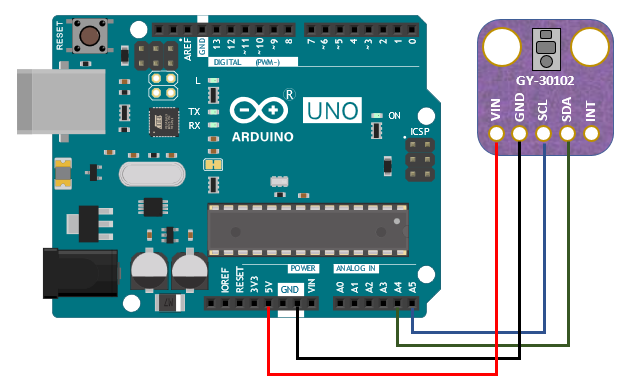 RESET
AREF
GND
13
12
~11
~10
~9
8
7
~6
~5
4
~3
2
1
0
DIGITAL (PWM~)
L
TX
RX
®
UNO
ARDUINO
ON
ICSP
IOREF
RESET
3V3
5V
GND
VIN
POWER
ANALOG IN
A0
A1
A2
A3
A4
A5
GY-30102
VIN
GND
SCL
SDA
INT